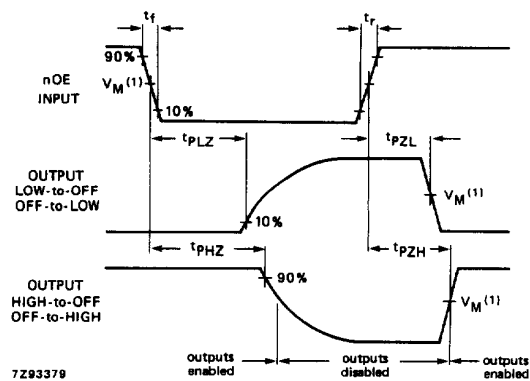 tf
tr
90%
nOE
INPUT
VM(1)
10%
tPLZ
tPZL
OUTPUT
LOW-to-OFF
OFF-to-LOW
VM(1)
10%
tPHZ
tPZH
90%
OUTPUT
HIGH-to-OFF
OFF-to-HIGH
VM(1)
outputs
enabled
outputs
disabled
outputs
enabled
7Z93379